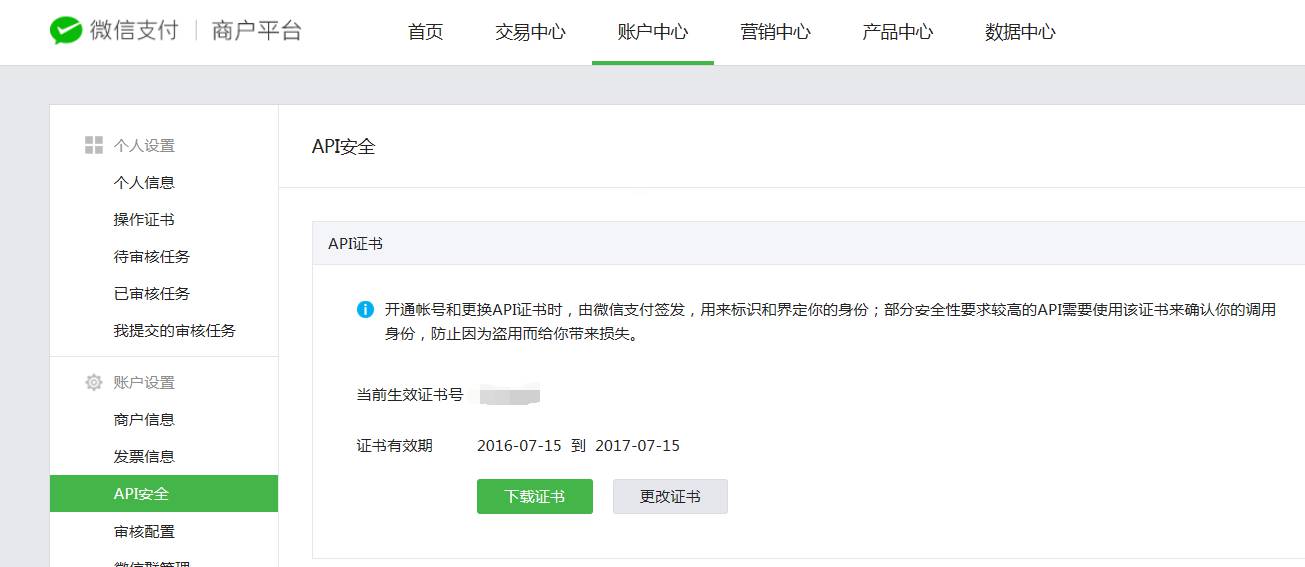 微信支付 商户平台 首页 交易中心 账户中心 营销中心 产品中心 数据中心
个人设置
个人信息
操作证书
待审核任务
已审核任务
我提交的审核任务
账户设置
商户信息
发票信息
API安全
审核配置
微信群管理
API安全
API证书
开通帐号和更换API证书时，由微信支付签发，用来标识和界定你的身份；部分安全性要求较高的API需要使用该证书来确认你的调用
身份，防止因为盗用而给你带来损失。
当前生效证书号
证书有效期 2016-07-15 到 2017-07-15
下载证书 更改证书